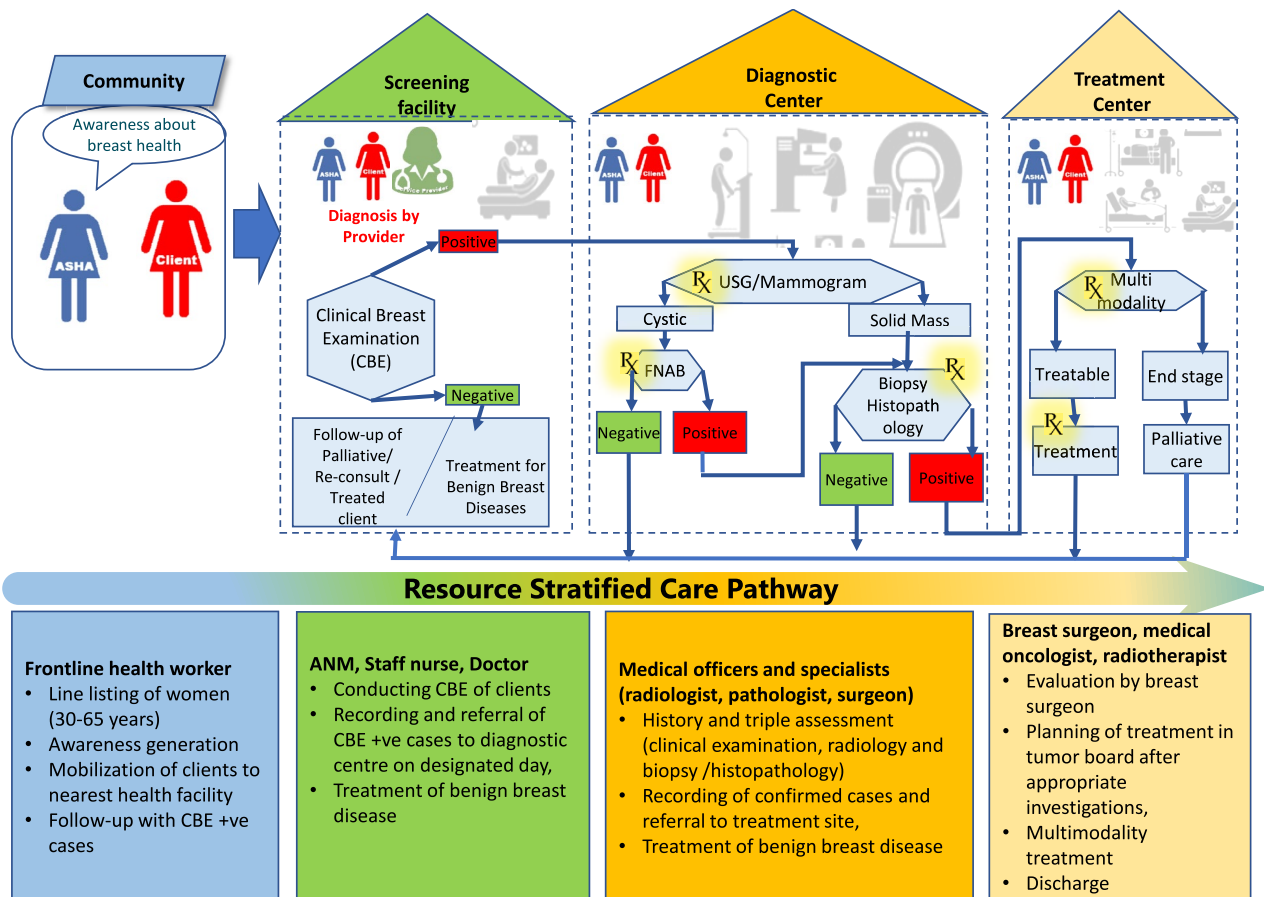 Community
Awareness about
breast health
ASHA
Client
Screening
facility
ASHA
Client
Service Provider
Diagnosis by
Provider
Positive
Clinical Breast
Examination
(CBE)
Negative
Follow-up of
Palliative/
Re-consult /
Treated
client
Treatment for
Benign Breast
Diseases
Diagnostic
Center
ASHA
Client
Rx USG/Mammogram
Cystic
Solid Mass
Rx FNAB
Rx
Biopsy
Histopath
ology
Negative
Positive
Negative
Positive
Treatment
Center
ASHA
Client
Rx Multi
modality
Treatable
End stage
Rx
Treatment
Palliative
care
Resource Stratified Care Pathway
Frontline health worker
• Line listing of women
(30-65 years)
• Awareness generation
• Mobilization of clients to
nearest health facility
• Follow-up with CBE +ve
cases
ANM, Staff nurse, Doctor
• Conducting CBE of clients
• Recording and referral of
CBE +ve cases to diagnostic
centre on designated day,
• Treatment of benign breast
disease
Medical officers and specialists
(radiologist, pathologist, surgeon)
• History and triple assessment
(clinical examination, radiology and
biopsy /histopathology)
• Recording of confirmed cases and
referral to treatment site,
• Treatment of benign breast disease
Breast surgeon, medical
oncologist, radiotherapist
• Evaluation by breast
surgeon
• Planning of treatment in
tumor board after
appropriate
investigations,
• Multimodality
treatment
• Discharge